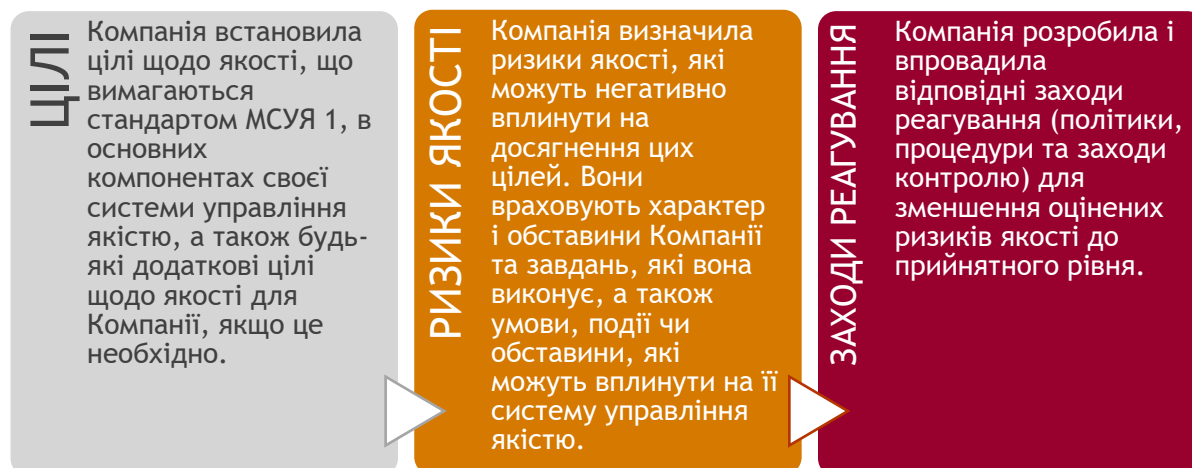 ЦІЛІ
Компанія встановила
цілі щодо якості, що
вимагаються
стандартом МСУЯ 1, в
основних
компонентах своєї
системи управління
якістю, а також будь-
які додаткові цілі
щодо якості для
Компанії, якщо це
необхідно.
РИЗИКИ ЯКОСТІ
Компанія визначила
ризики якості, які
можуть негативно
вплинути на
досягнення цих
цілей. Вони
враховують характер
і обставини Компанії
та завдань, які вона
виконує, а також
умови, події чи
обставини, які
можуть вплинути на її
систему управління
якістю.
ЗАХОДИ РЕАГУВАННЯ
Компанія розробила і
впровадила
відповідні заходи
реагування (політики,
процедури та заходи
контролю) для
зменшення оцінених
ризиків якості до
прийнятного рівня.